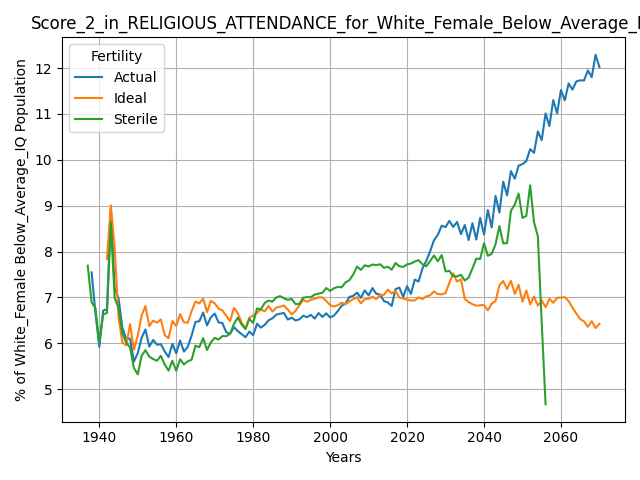 Score_2_in_RELIGIOUS_ATTENDANCE_for_White_Female_Below_Average_I
Fertility
Actual
Ideal
Sterile
% of White_Female Below_Average_IQ Population
12
11
10
9
8
7
6
5
1940 1960 1980 2000 2020 2040 2060
Years